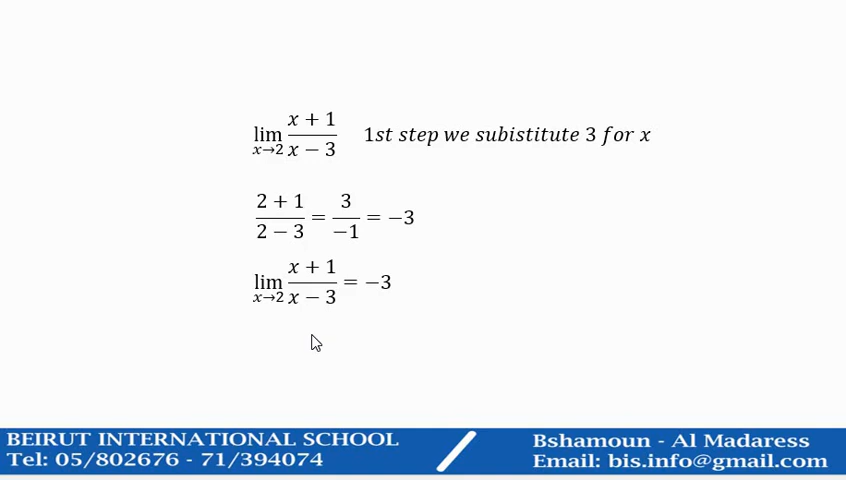 lim x→2 (x + 1)/(x − 3) 1st step we subistitute 3 for x
(2 + 1)/(2 − 3) = 3/(−1) = −3
lim x→2 (x + 1)/(x − 3) = −3
BEIRUT INTERNATIONAL SCHOOL
Tel: 05/802676 - 71/394074
Bshamoun - Al Madaress
Email: bis.info@gmail.com